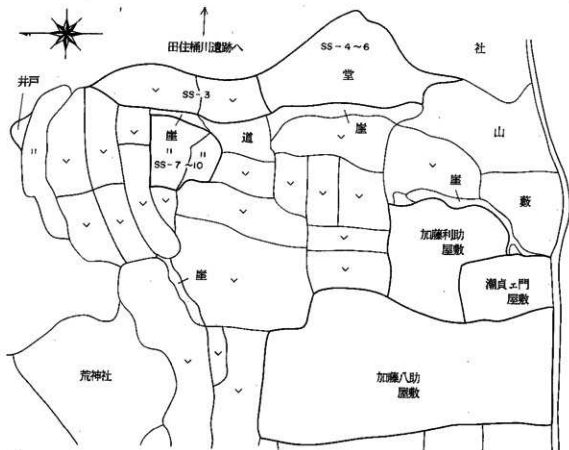 田住桶川遺跡へ
SS-4～6
社
井戸
堂
SS-3
崖
崖
道
山
〃
〃
〃
SS-7～10
崖
藪
加藤利助
屋敷
崖
瀬貞ェ門
屋敷
荒神社
加藤八助
屋敷